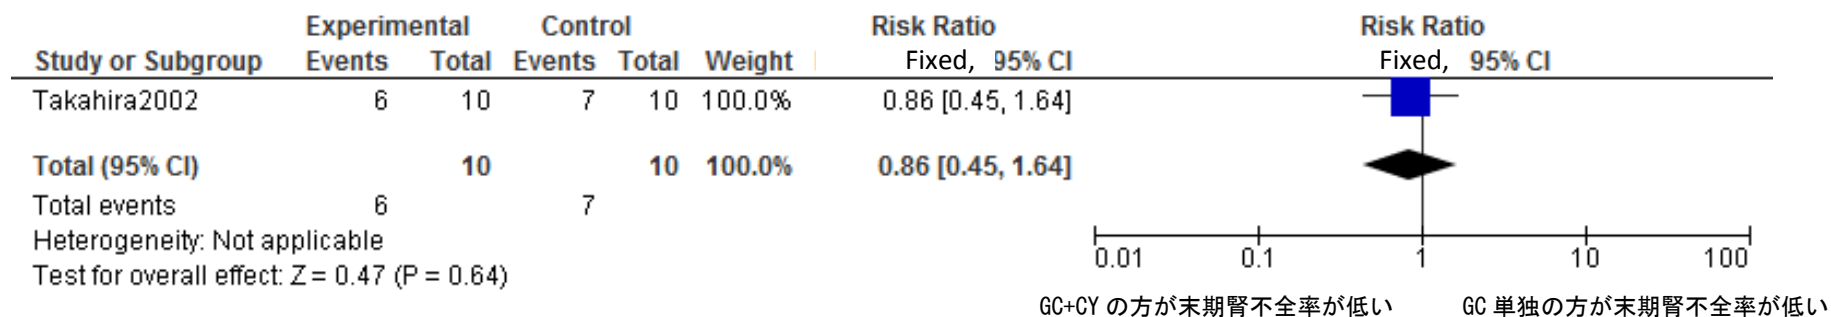 Experimental Control Risk Ratio Risk Ratio
Study or Subgroup Events Total Events Total Weight Fixed, 95% CI Fixed, 95% CI
Takahira2002 6 10 7 10 100.0% 0.86 [0.45, 1.64]
Total (95% CI) 10 10 100.0% 0.86 [0.45, 1.64]
Total events 6 7
Heterogeneity: Not applicable
Test for overall effect: Z = 0.47 (P = 0.64)
0.01 0.1 1 10 100
GC+CY の方が末期腎不全率が低い GC 単独の方が末期腎不全率が低い